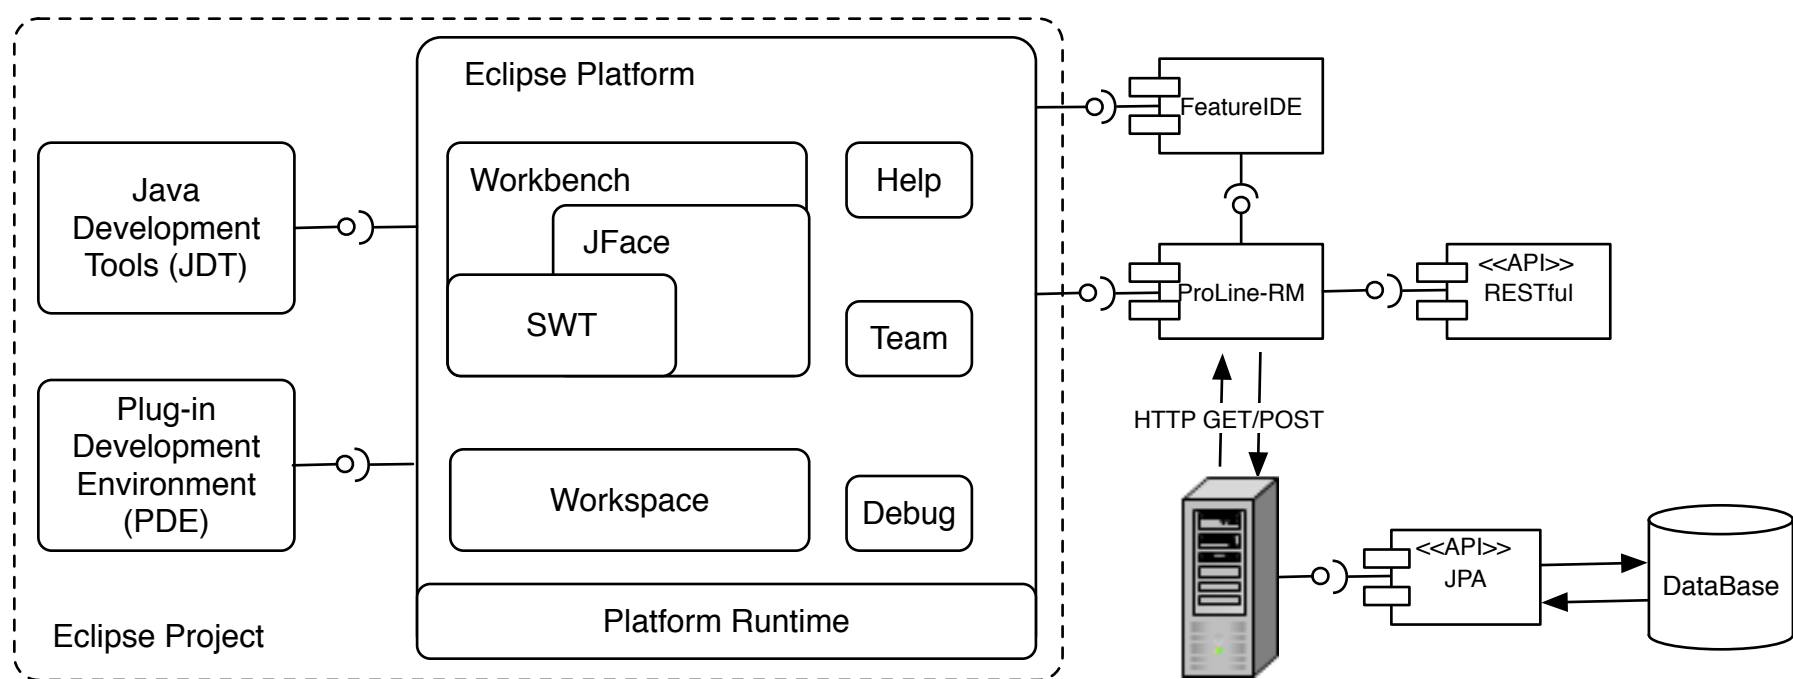 Eclipse Platform
Java
Development
Tools (JDT)
Plug-in
Development
Environment
(PDE)
Eclipse Project
Workbench
JFace
SWT
Help
Team
Workspace
Debug
Platform Runtime
FeatureIDE
ProLine-RM
<<API>>
RESTful
HTTP GET/POST
<<API>>
JPA
DataBase